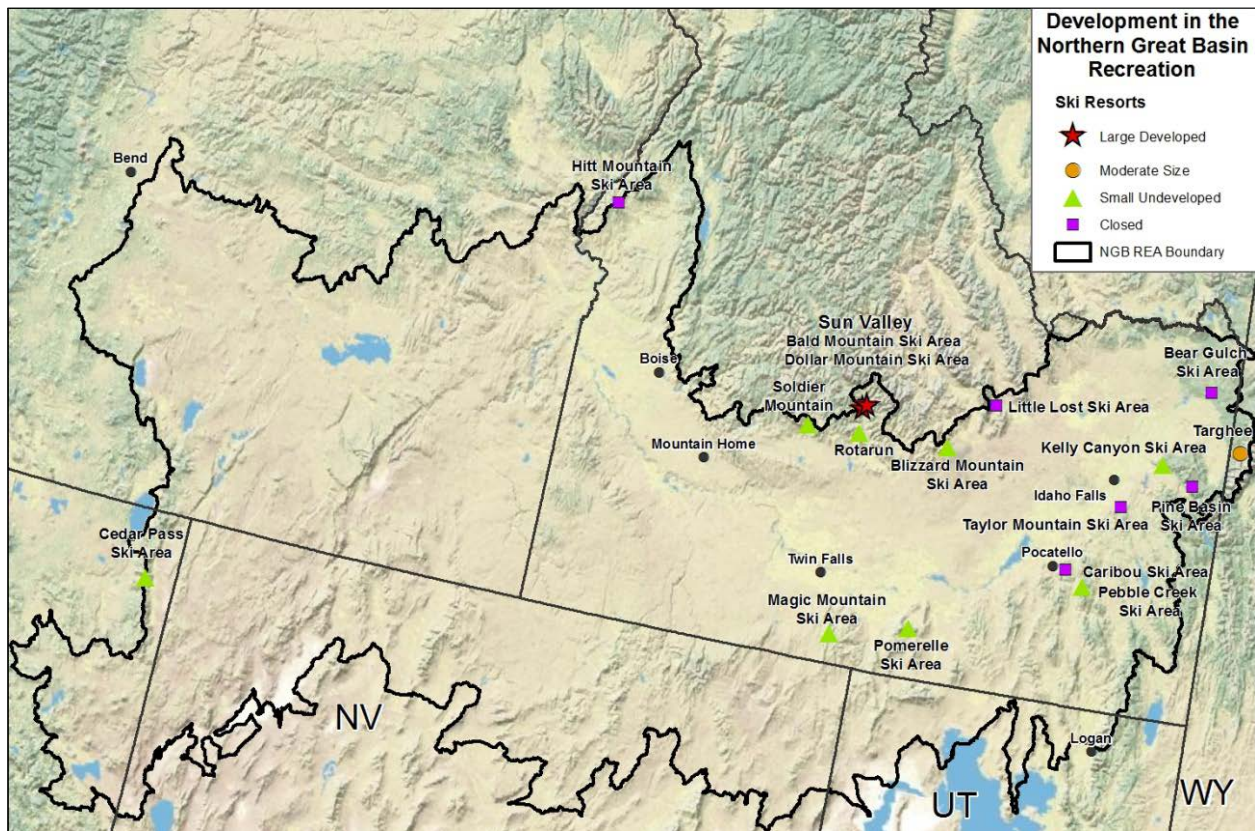 Development in the
Northern Great Basin
Recreation
Ski Resorts
Large Developed
Moderate Size
Small Undeveloped
Closed
NGB REA Boundary
Bend
Hitt Mountain
Ski Area
Sun Valley
Bald Mountain Ski Area
Dollar Mountain Ski Area
Boise
Soldier
Mountain
Bear Gulch
Ski Area
Little Lost Ski Area
Mountain Home
Rotarun
Blizzard Mountain
Ski Area
Targhee
Kelly Canyon Ski Area
Idaho Falls
Pine Basin
Ski Area
Taylor Mountain Ski Area
Cedar Pass
Ski Area
Twin Falls
Pocatello
Caribou Ski Area
Pebble Creek
Ski Area
Magic Mountain
Ski Area
Pomerelle
Ski Area
NV
Logan
UT
WY